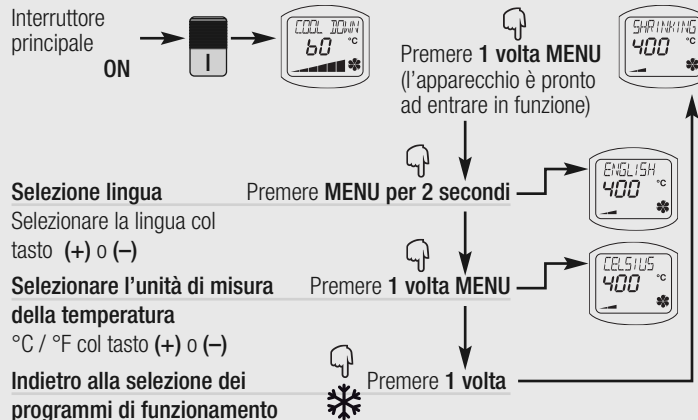 Interruttore
principale
ON
I
COOL DOWN
60 °C
Premere 1 volta MENU
(l'apparecchio è pronto
ad entrare in funzione)
SHRINKING
400 °C
Selezione lingua
Premere MENU per 2 secondi
ENGLISH
400 °C
Selezionare la lingua col
tasto (+) o (–)
Selezionare l'unità di misura
della temperatura
Premere 1 volta MENU
CELSIUS
400 °C
°C / °F col tasto (+) o (–)
Indietro alla selezione dei
programmi di funzionamento
Premere 1 volta